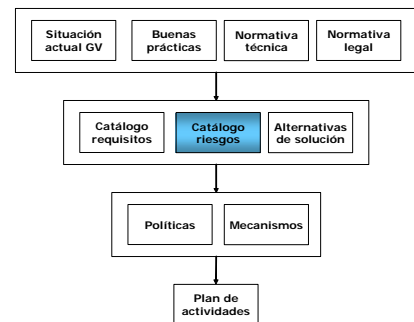 Situación
actual GV
Buenas
prácticas
Normativa
técnica
Normativa
legal
Catálogo
requisitos
Catálogo
riesgos
Alternativas
de solución
Políticas
Mecanismos
Plan de
actividades